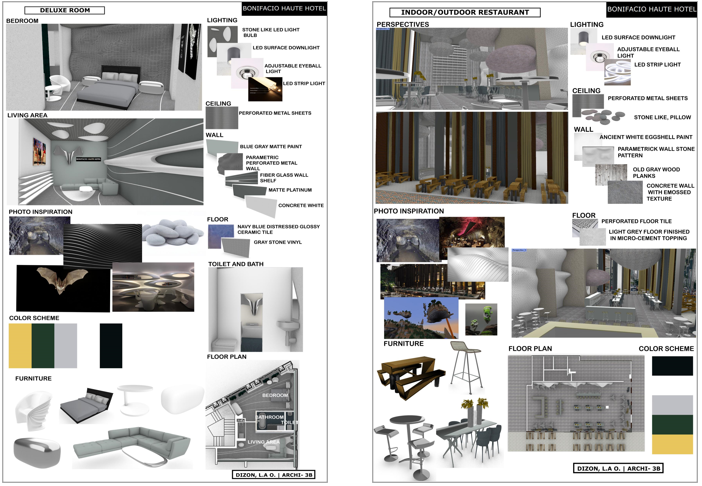 DELUXE ROOM
BONIFACIO HAUTE HOTEL
BEDROOM
LIGHTING
STONE LIKE LED LIGHT
BULB
LED SURFACE DOWNLIGHT
ADJUSTABLE EYEBALL
LIGHT
LED STRIP LIGHT
CEILING
PERFORATED METAL SHEETS
LIVING AREA
WALL
BLUE GRAY MATTE PAINT
PARAMETRIC
PERFORATED METAL
WALL
FIBER GLASS WALL
SHELF
MATTE PLATINUM
CONCRETE WHITE
PHOTO INSPIRATION
FLOOR
NAVY BLUE DISTRESSED GLOSSY
CERAMIC TILE
GRAY STONE VINYL
TOILET AND BATH
COLOR SCHEME
FLOOR PLAN
BEDROOM
BATHROOM
TOILET
LIVING AREA
FURNITURE
DIZON, L.A O. | ARCHI- 3B
INDOOR/OUTDOOR RESTAURANT
BONIFACIO HAUTE HOTEL
PERSPECTIVES
LIGHTING
LED SURFACE DOWNLIGHT
ADJUSTABLE EYEBALL
LIGHT
LED STRIP LIGHT
CEILING
PERFORATED METAL SHEETS
STONE LIKE, PILLOW
WALL
ANCIENT WHITE EGGSHELL PAINT
PARAMETRICK WALL STONE
PATTERN
OLD GRAY WOOD
PLANKS
CONCRETE WALL
WITH EMOSSED
TEXTURE
PHOTO INSPIRATION
FLOOR
PERFORATED FLOOR TILE
LIGHT GREY FLOOR FINISHED
IN MICRO-CEMENT TOPPING
FURNITURE
FLOOR PLAN
COLOR SCHEME
DIZON, L.A O. | ARCHI- 3B